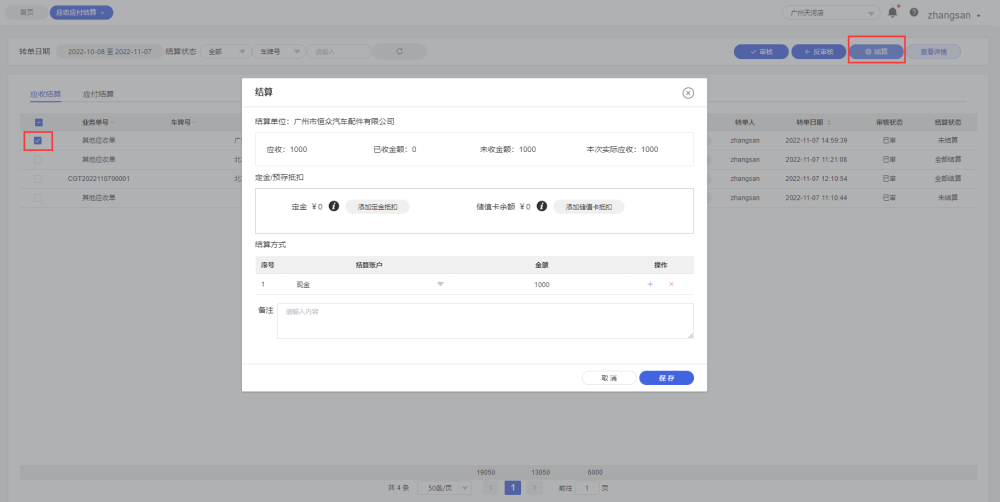 首页 应收应付结算 × 广州天河店 zhangsan
转单日期 2022-10-08 至 2022-11-07 结算状态 全部 车牌号 请输入 审核 反审核 结算 查看详情
应收结算 应付结算
业务单号 车牌号 转单人 转单日期 审核状态 结算状态
其他应收单 广 zhangsan 2022-11-07 14:59:39 已审 未结算
其他应收单 北 zhangsan 2022-11-07 11:21:08 已审 全部结算
CGT2022110700001 北 zhangsan 2022-11-07 12:10:54 已审 全部结算
其他应收单 zhangsan 2022-11-07 11:10:44 已审 未结算
结算
结算单位：广州市恒众汽车配件有限公司
应收：1000 已收金额：0 未收金额：1000 本次实际应收：1000
定金/预存抵扣
定金 ¥0 添加定金抵扣 储值卡余额 ¥0 添加储值卡抵扣
结算方式
序号 结算账户 金额 操作
1 现金 1000 + ×
备注 请输入内容
取消 保存
19050 13050 6000
共 4 条 50条/页 1 前往 1 页